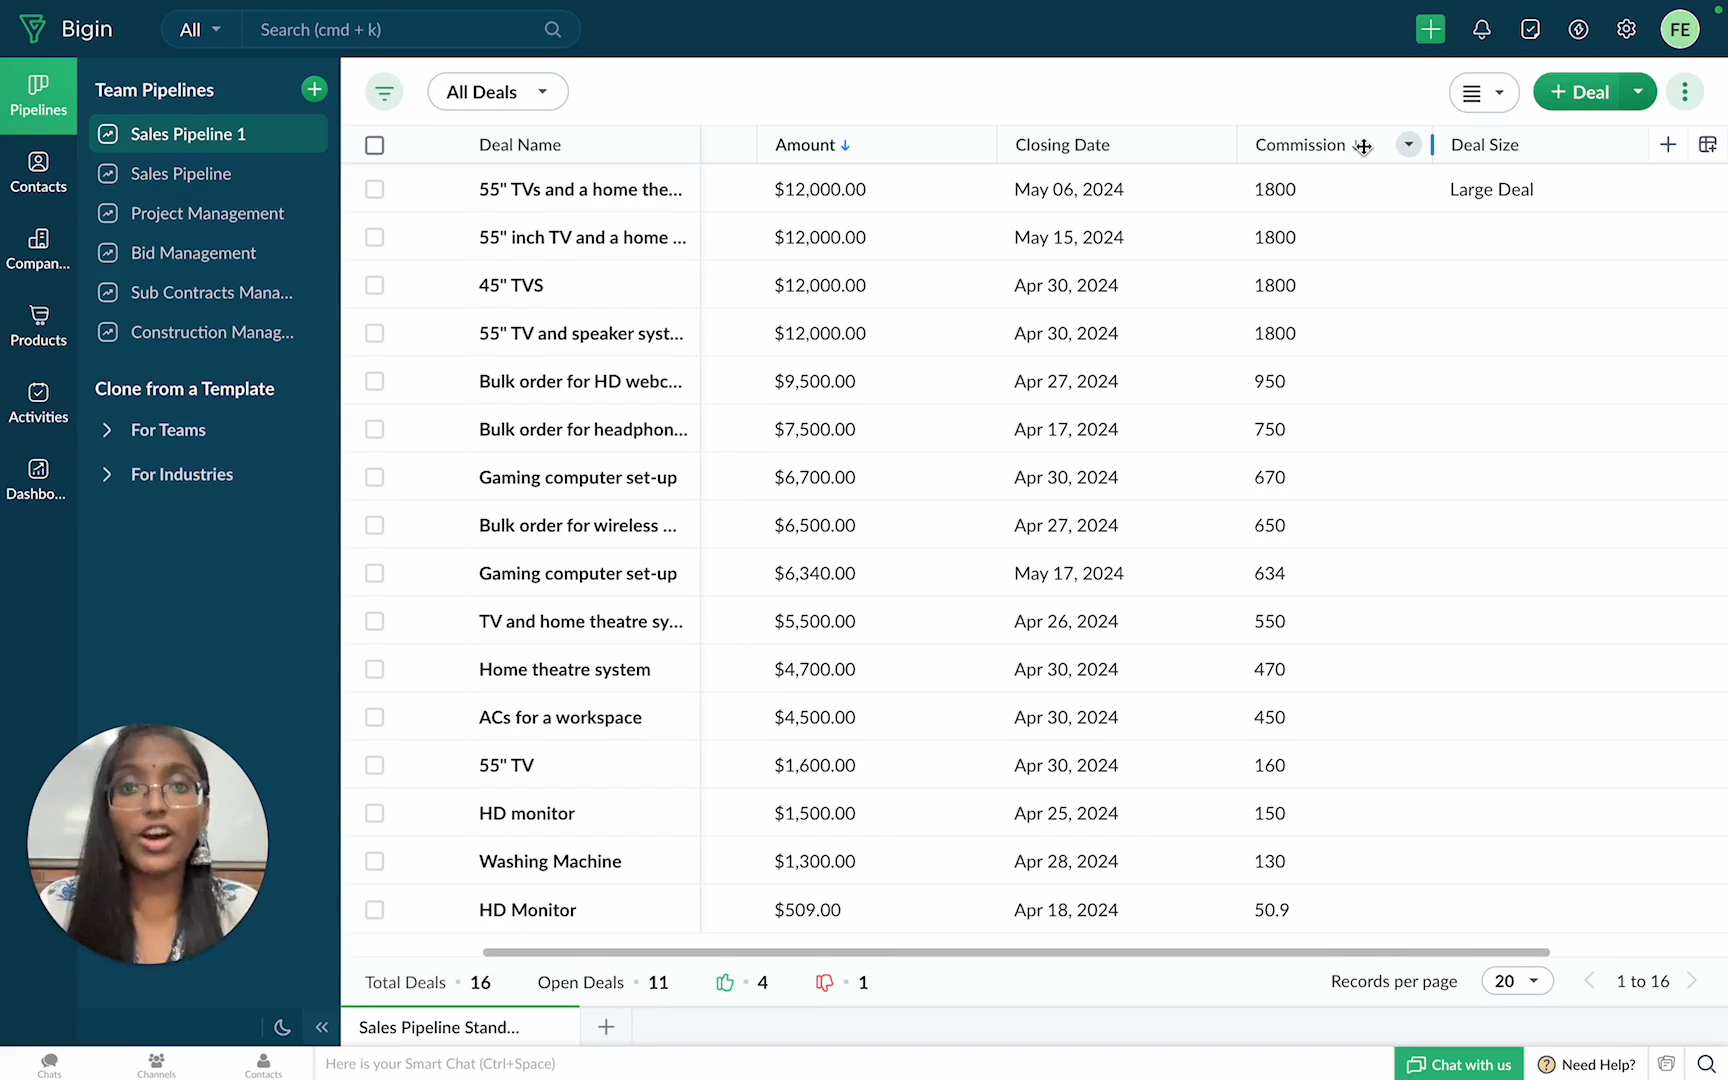 Bigin
All
Search (cmd + k)
FE
Pipelines
Contacts
Compan...
Products
Activities
Dashbo...
Team Pipelines
Sales Pipeline 1
Sales Pipeline
Project Management
Bid Management
Sub Contracts Mana...
Construction Manag...
Clone from a Template
For Teams
For Industries
All Deals
+ Deal
Deal Name Amount Closing Date Commission Deal Size
55" TVs and a home the... $12,000.00 May 06, 2024 1800 Large Deal
55" inch TV and a home ... $12,000.00 May 15, 2024 1800
45" TVS $12,000.00 Apr 30, 2024 1800
55" TV and speaker syst... $12,000.00 Apr 30, 2024 1800
Bulk order for HD webc... $9,500.00 Apr 27, 2024 950
Bulk order for headphon... $7,500.00 Apr 17, 2024 750
Gaming computer set-up $6,700.00 Apr 30, 2024 670
Bulk order for wireless ... $6,500.00 Apr 27, 2024 650
Gaming computer set-up $6,340.00 May 17, 2024 634
TV and home theatre sy... $5,500.00 Apr 26, 2024 550
Home theatre system $4,700.00 Apr 30, 2024 470
ACs for a workspace $4,500.00 Apr 30, 2024 450
55" TV $1,600.00 Apr 30, 2024 160
HD monitor $1,500.00 Apr 25, 2024 150
Washing Machine $1,300.00 Apr 28, 2024 130
HD Monitor $509.00 Apr 18, 2024 50.9
Total Deals • 16 Open Deals • 11 • 4 • 1 Records per page 20 1 to 16
Sales Pipeline Stand...
Chats Channels Contacts
Here is your Smart Chat (Ctrl+Space)
Chat with us
Need Help?